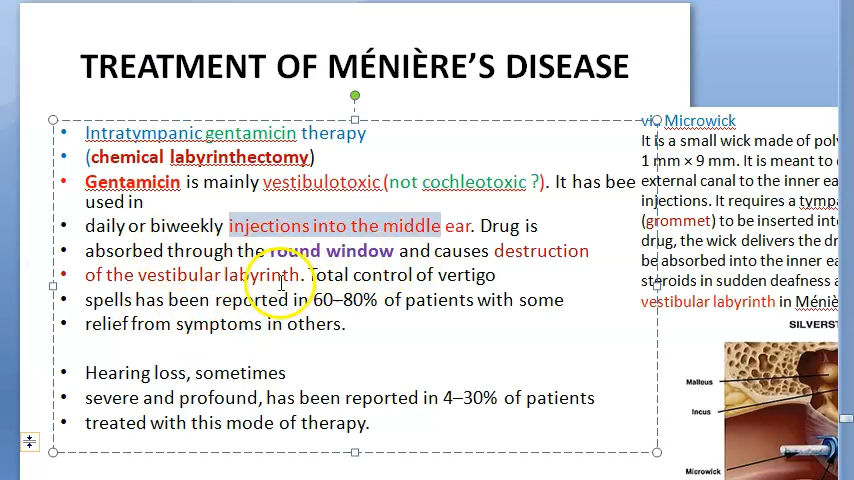 TREATMENT OF MÉNIÈRE'S DISEASE
• Intratympanic gentamicin therapy
• (chemical labyrinthectomy)
• Gentamicin is mainly vestibulotoxic (not cochleotoxic ?). It has bee
used in
• daily or biweekly injections into the middle ear. Drug is
• absorbed through the round window and causes destruction
• of the vestibular labyrinth. Total control of vertigo
• spells has been reported in 60–80% of patients with some
• relief from symptoms in others.
• Hearing loss, sometimes
• severe and profound, has been reported in 4–30% of patients
• treated with this mode of therapy.
Microwick
It is a small wick made of
1 mm × 9 mm. It is meant to
external canal to the inner ea
injections. It requires a
(grommet) to be inserted
drug, the wick delivers the
be absorbed into the inner
steroids in sudden deafness
vestibular labyrinth in
Malleus
Incus
Microwick